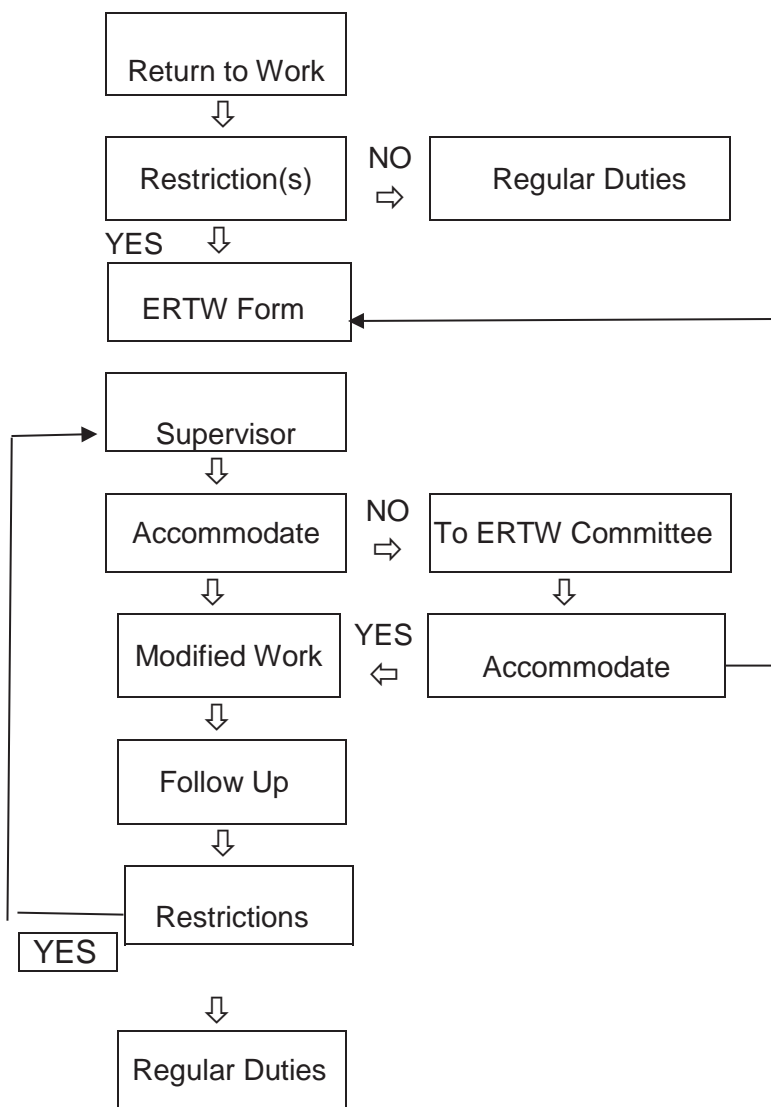 Return to Work
Restriction(s)
NO
Regular Duties
YES
ERTW Form
Supervisor
Accommodate
NO
To ERTW Committee
Modified Work
YES
Accommodate
Follow Up
Restrictions
YES
Regular Duties